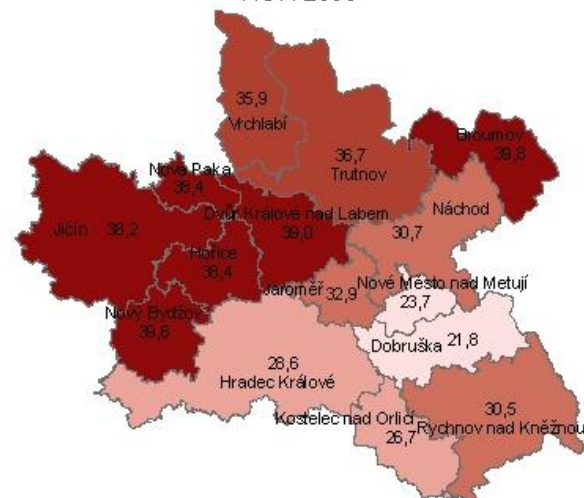 35,9
Vrchlabí
36,7
Trutnov
Broumov
39,8
Nová Paka
38,4
Jičín 38,2
Dvůr Králové nad Labem
39,0
Náchod
30,7
Hořice
38,4
Jaroměř 32,9
Nové Město nad Metují
23,7
Nový Bydžov
39,6
Dobruška 21,8
28,6
Hradec Králové
Kostelec nad Orlicí
26,7
30,5
Rychnov nad Kněžnou